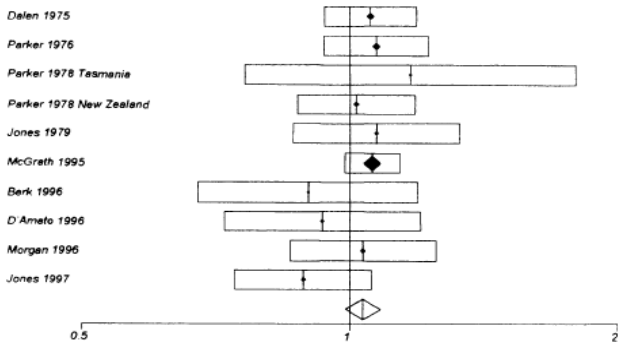 Dalen 1975
Parker 1976
Parker 1978 Tasmania
Parker 1978 New Zealand
Jones 1979
McGrath 1995
Berk 1996
D'Amato 1996
Morgan 1996
Jones 1997
0.5 1 2